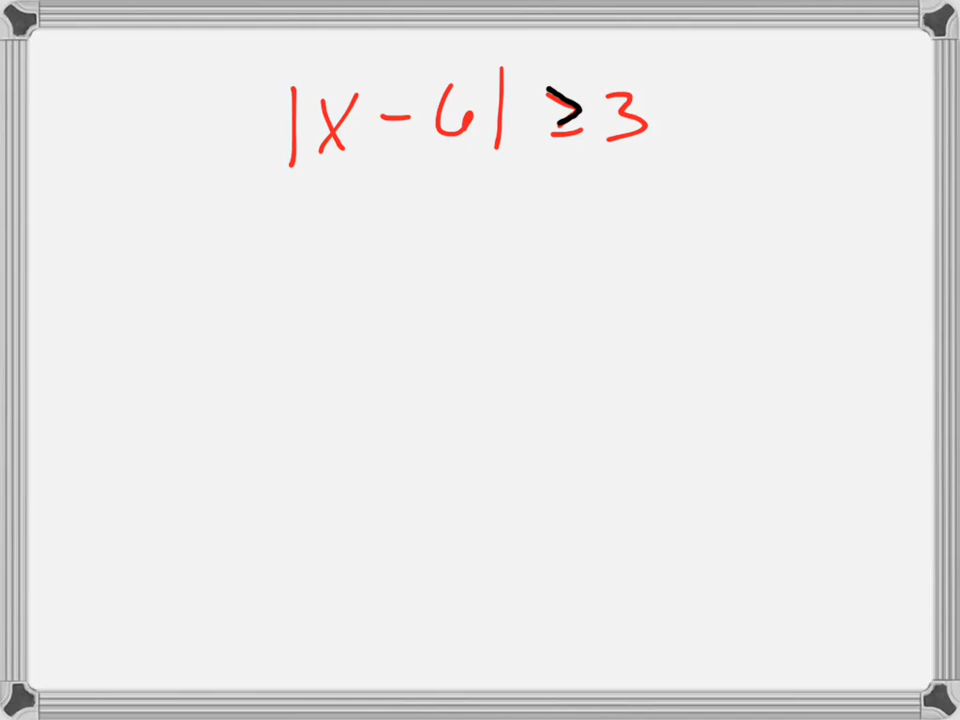 |x - 6| ≥ 3